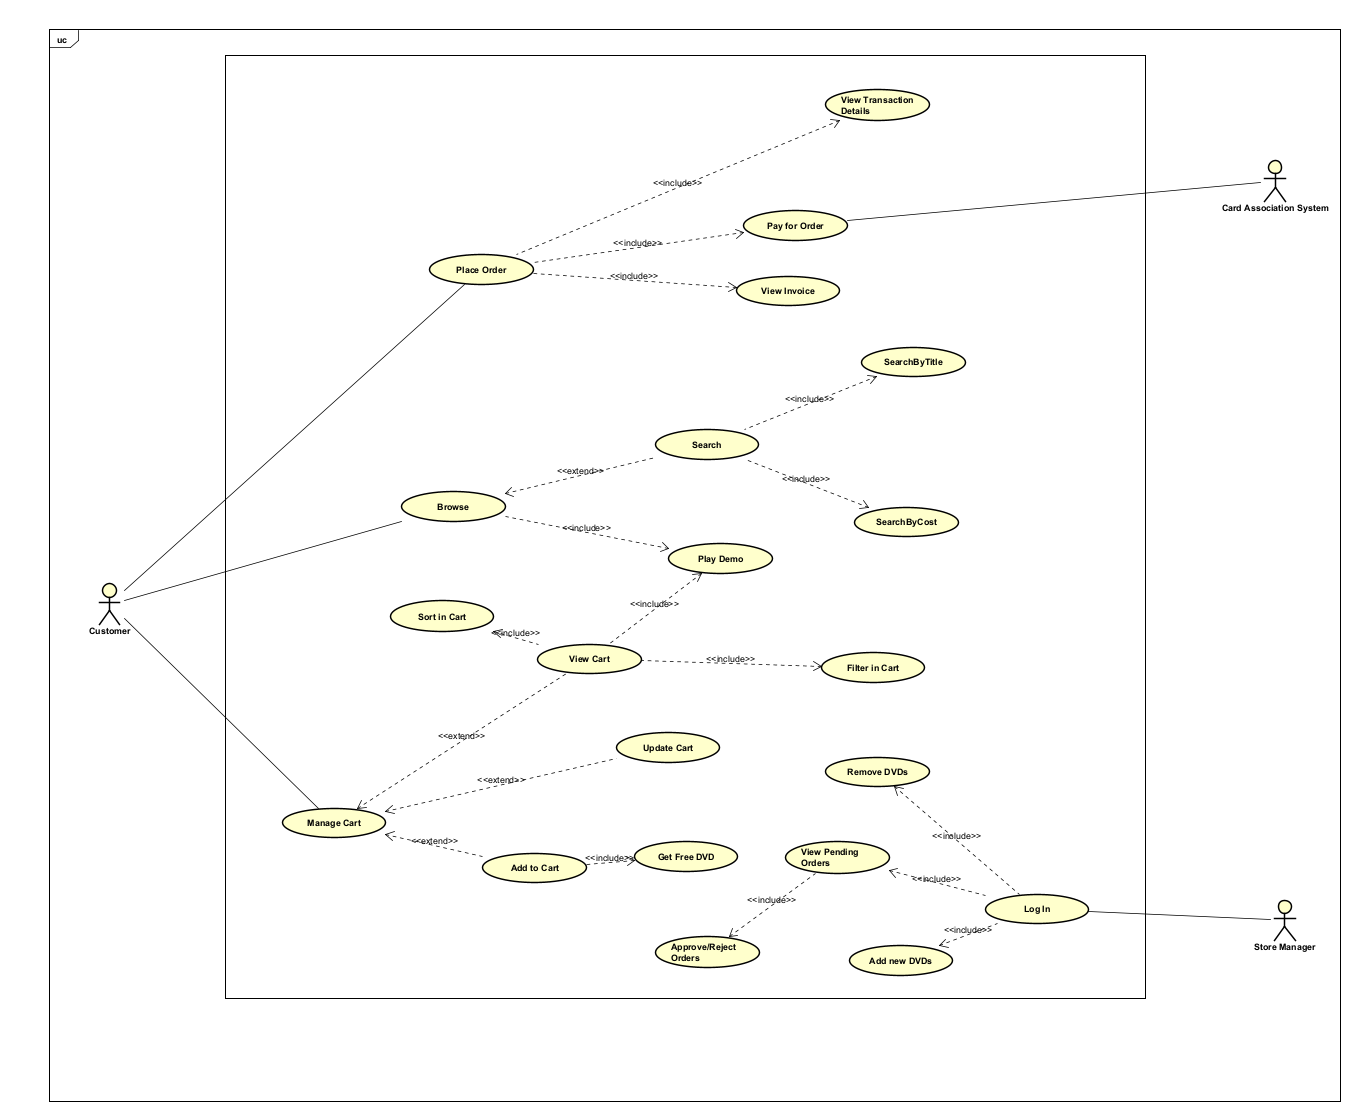 uc
View Transaction
Details
<<include>>
Card Association System
Pay for Order
<<include>>
Place Order
<<include>>
View Invoice
SearchByTitle
<<include>>
Search
<<extend>>
<<include>>
Browse
SearchByCost
<<include>>
Play Demo
<<include>>
Customer
Sort in Cart
<<include>>
View Cart
<<include>>
Filter in Cart
<<extend>>
Update Cart
<<extend>>
Remove DVDs
Manage Cart
<<extend>>
<<include>>
Add to Cart
<<include>>
Get Free DVD
View Pending
Orders
<<include>>
<<include>>
Log In
<<include>>
Store Manager
Approve/Reject
Orders
Add new DVDs